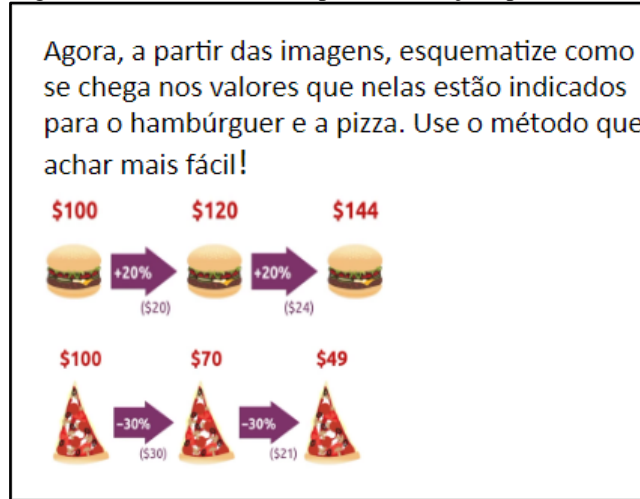 Agora, a partir das imagens, esquematize como
se chega nos valores que nelas estão indicados
para o hambúrguer e a pizza. Use o método que
achar mais fácil!
$100 $120 $144
+20% +20%
($20) ($24)
$100 $70 $49
-30% -30%
($30) ($21)